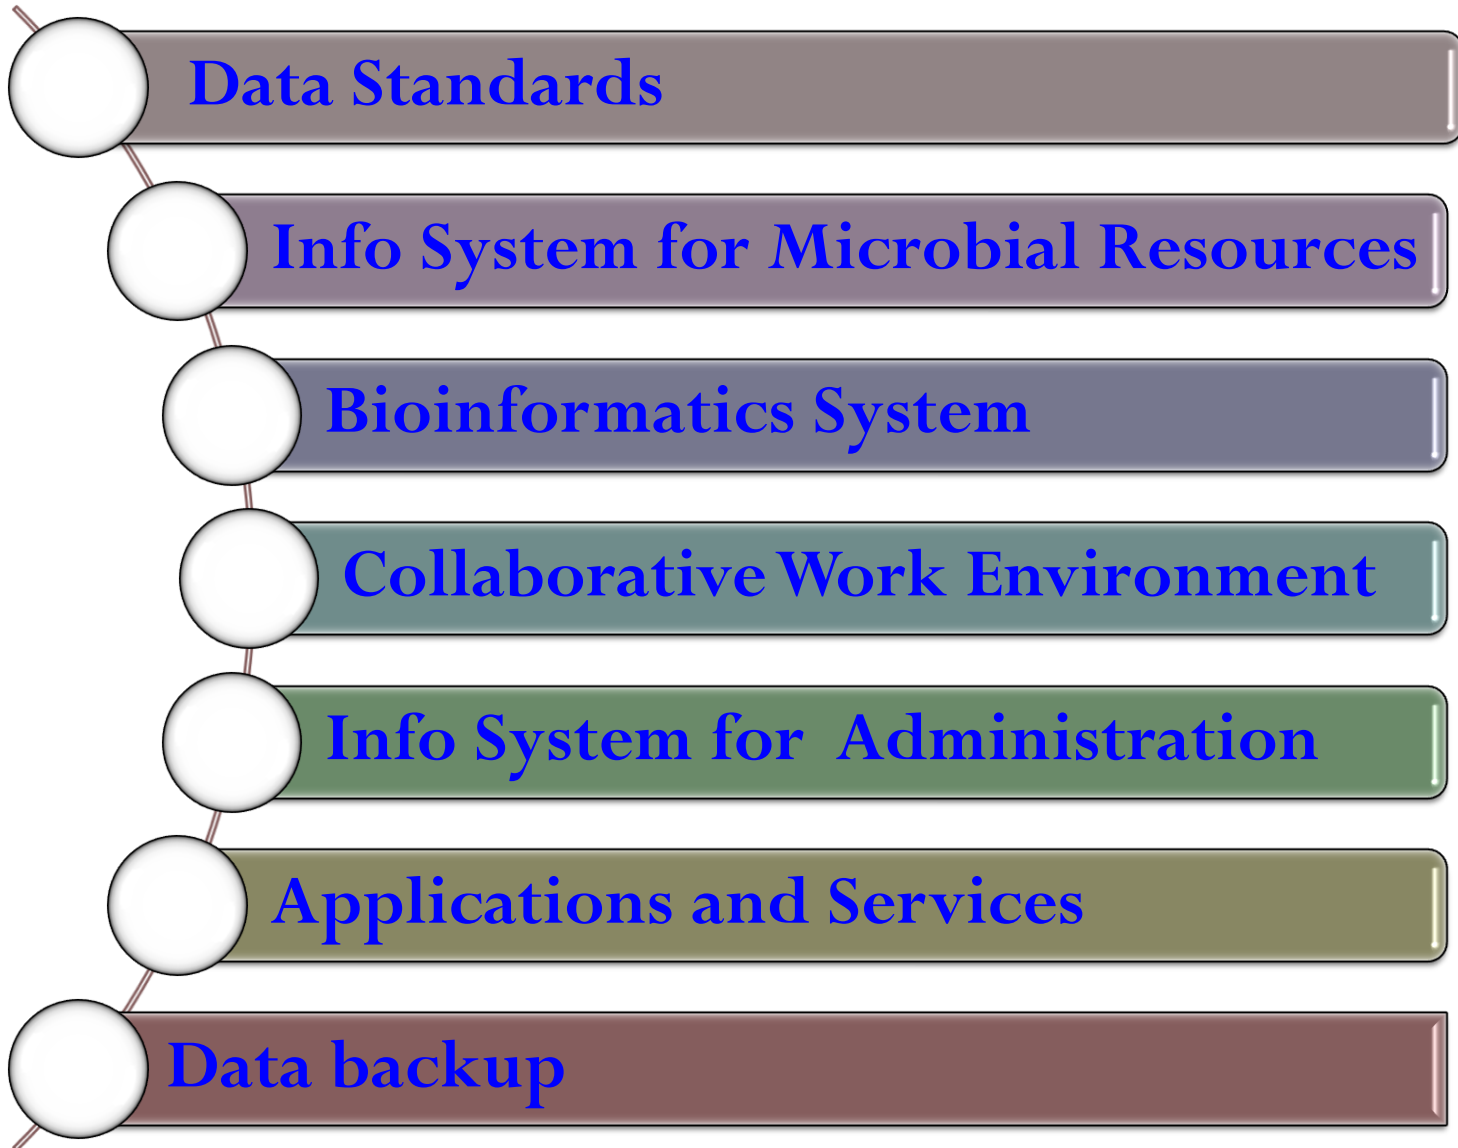 Data Standards
Info System for Microbial Resources
Bioinformatics System
Collaborative Work Environment
Info System for Administration
Applications and Services
Data backup